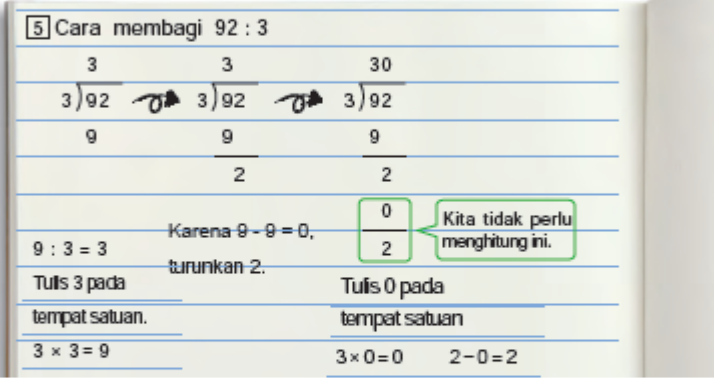 5 Cara membagi 92 : 3
3 3 30
3)92 3)92 3)92
9 9 9
2 2
0
2
Kita tidak perlu
menghitung ini.
Karena 9 - 9 = 0,
turunkan 2.
9 : 3 = 3
Tulis 3 pada
tempat satuan.
3 × 3 = 9
Tulis 0 pada
tempat satuan
3×0=0 2-0=2